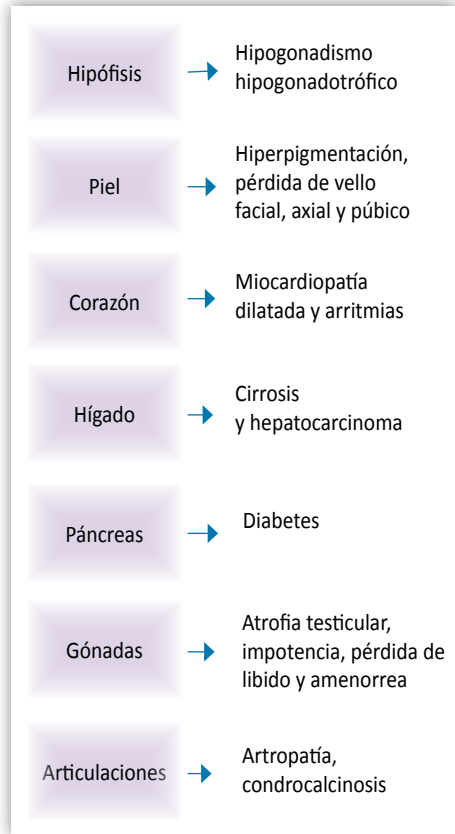 Hipófisis
Hipogonadismo
hipogonadotrófico
Piel
Hiperpigmentación,
pérdida de vello
facial, axial y púbico
Corazón
Miocardiopatía
dilatada y arritmias
Hígado
Cirrosis
y hepatocarcinoma
Páncreas
Diabetes
Gónadas
Atrofia testicular,
impotencia, pérdida de
libido y amenorrea
Articulaciones
Artropatía,
condrocalcinosis